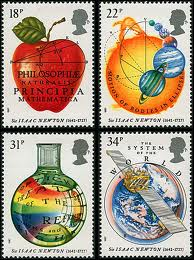 18P
PHILOSOPHIÆ
NATURALIS
PRINCIPIA
MATHEMATICA
Sir ISAAC NEWTON (1642-1727)
22P
MOTION OF BODIES IN ELLIPSES
Sir ISAAC NEWTON (1642-1727)
31P
THE
Sir ISAAC NEWTON (1642-1727)
34P
THE SYSTEM
OF THE
WORLD
Sir ISAAC NEWTON (1642-1727)